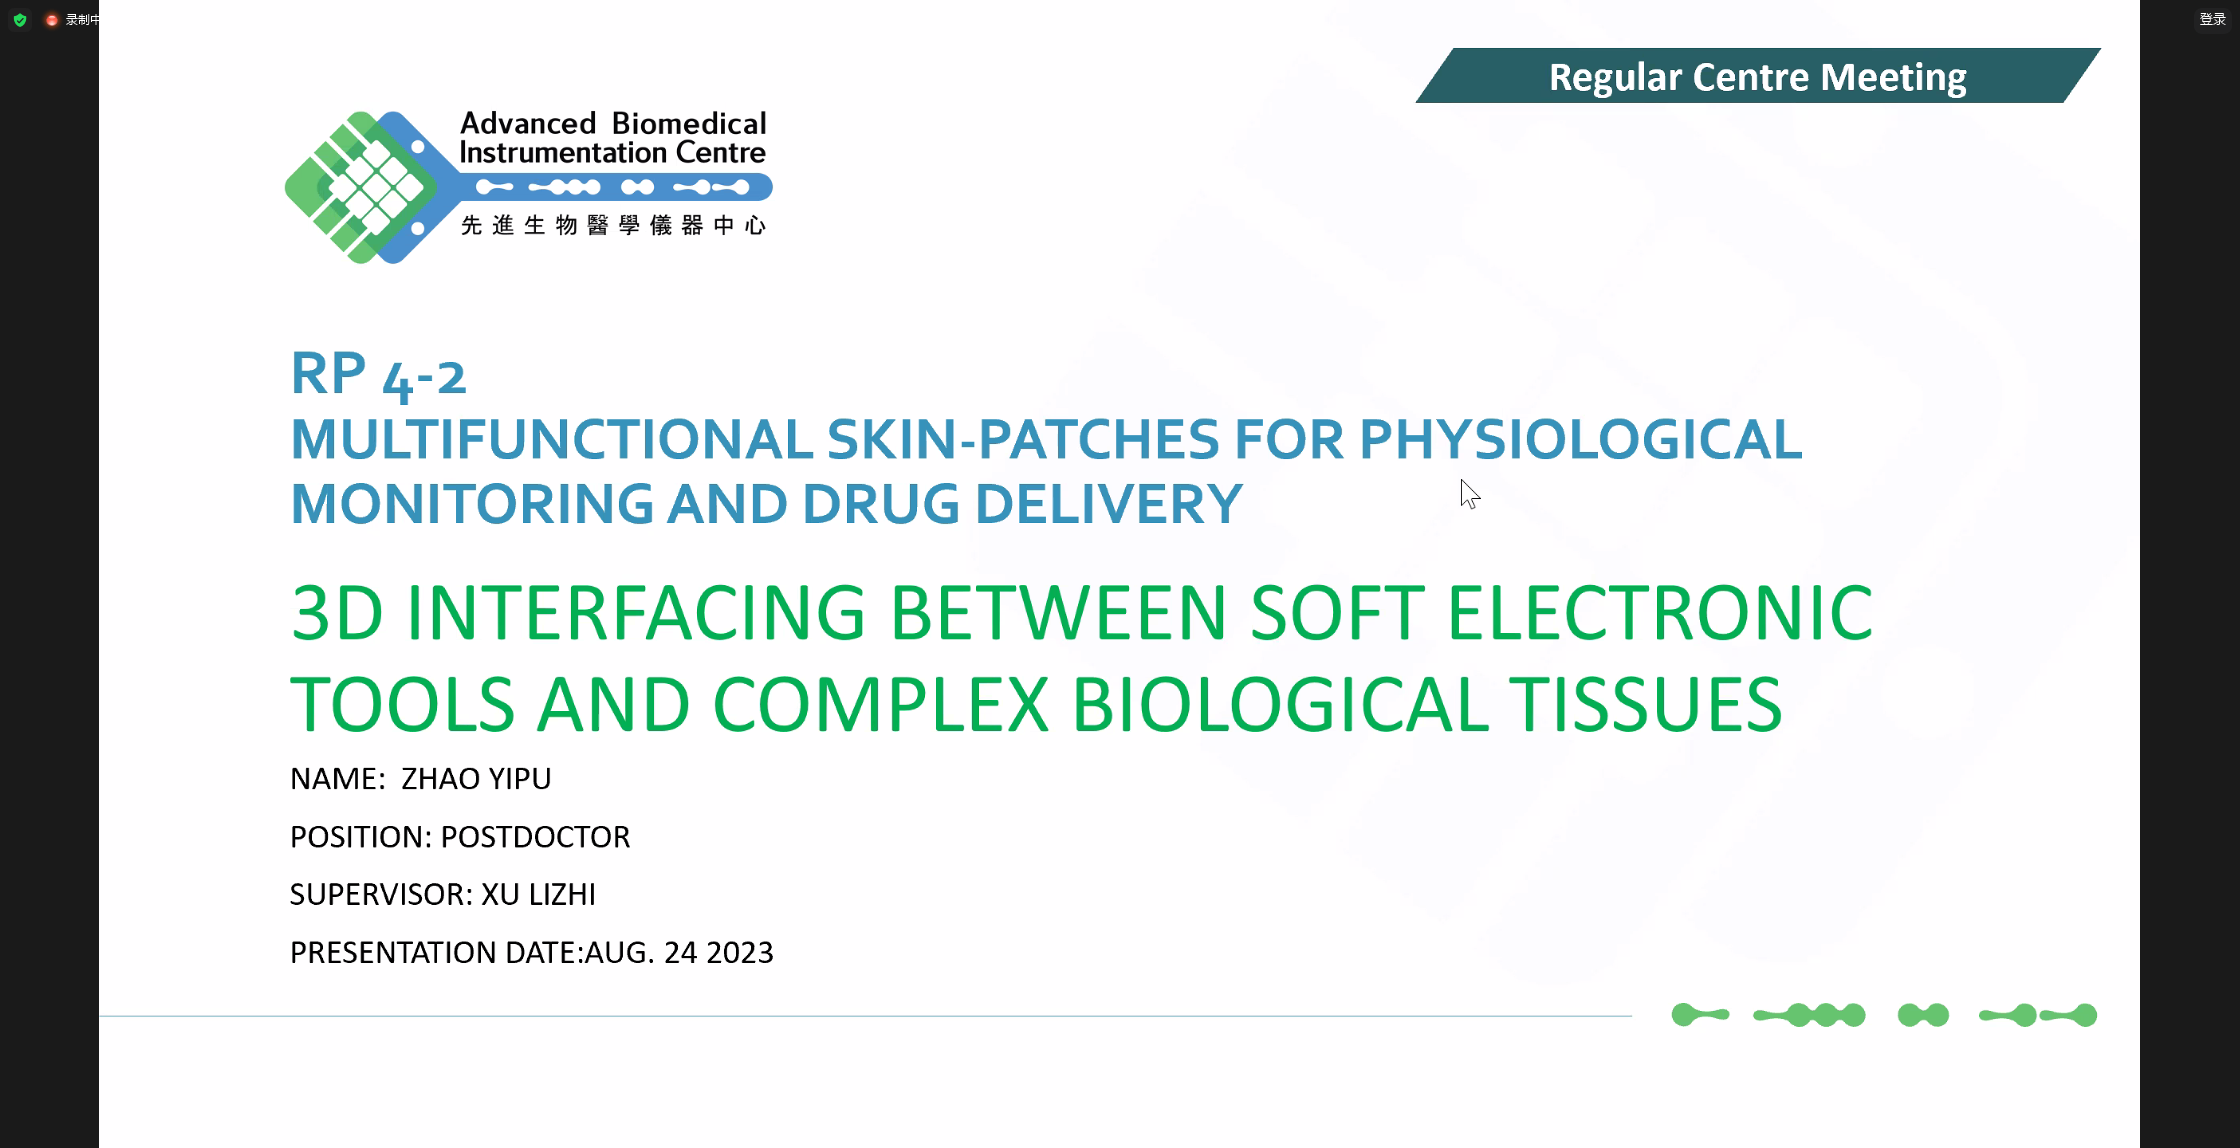 录制中
登录
Regular Centre Meeting
Advanced Biomedical
Instrumentation Centre
先進生物醫學儀器中心
RP 4-2
MULTIFUNCTIONAL SKIN-PATCHES FOR PHYSIOLOGICAL
MONITORING AND DRUG DELIVERY
3D INTERFACING BETWEEN SOFT ELECTRONIC
TOOLS AND COMPLEX BIOLOGICAL TISSUES
NAME:  ZHAO YIPU
POSITION: POSTDOCTOR
SUPERVISOR: XU LIZHI
PRESENTATION DATE:AUG. 24 2023